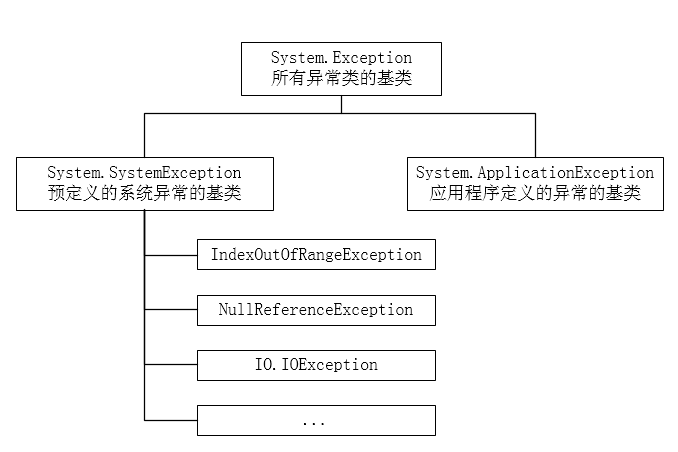 System.Exception
所有异常类的基类
System.SystemException
预定义的系统异常的基类
System.ApplicationException
应用程序定义的异常的基类
IndexOutOfRangeException
NullReferenceException
IO.IOException
...